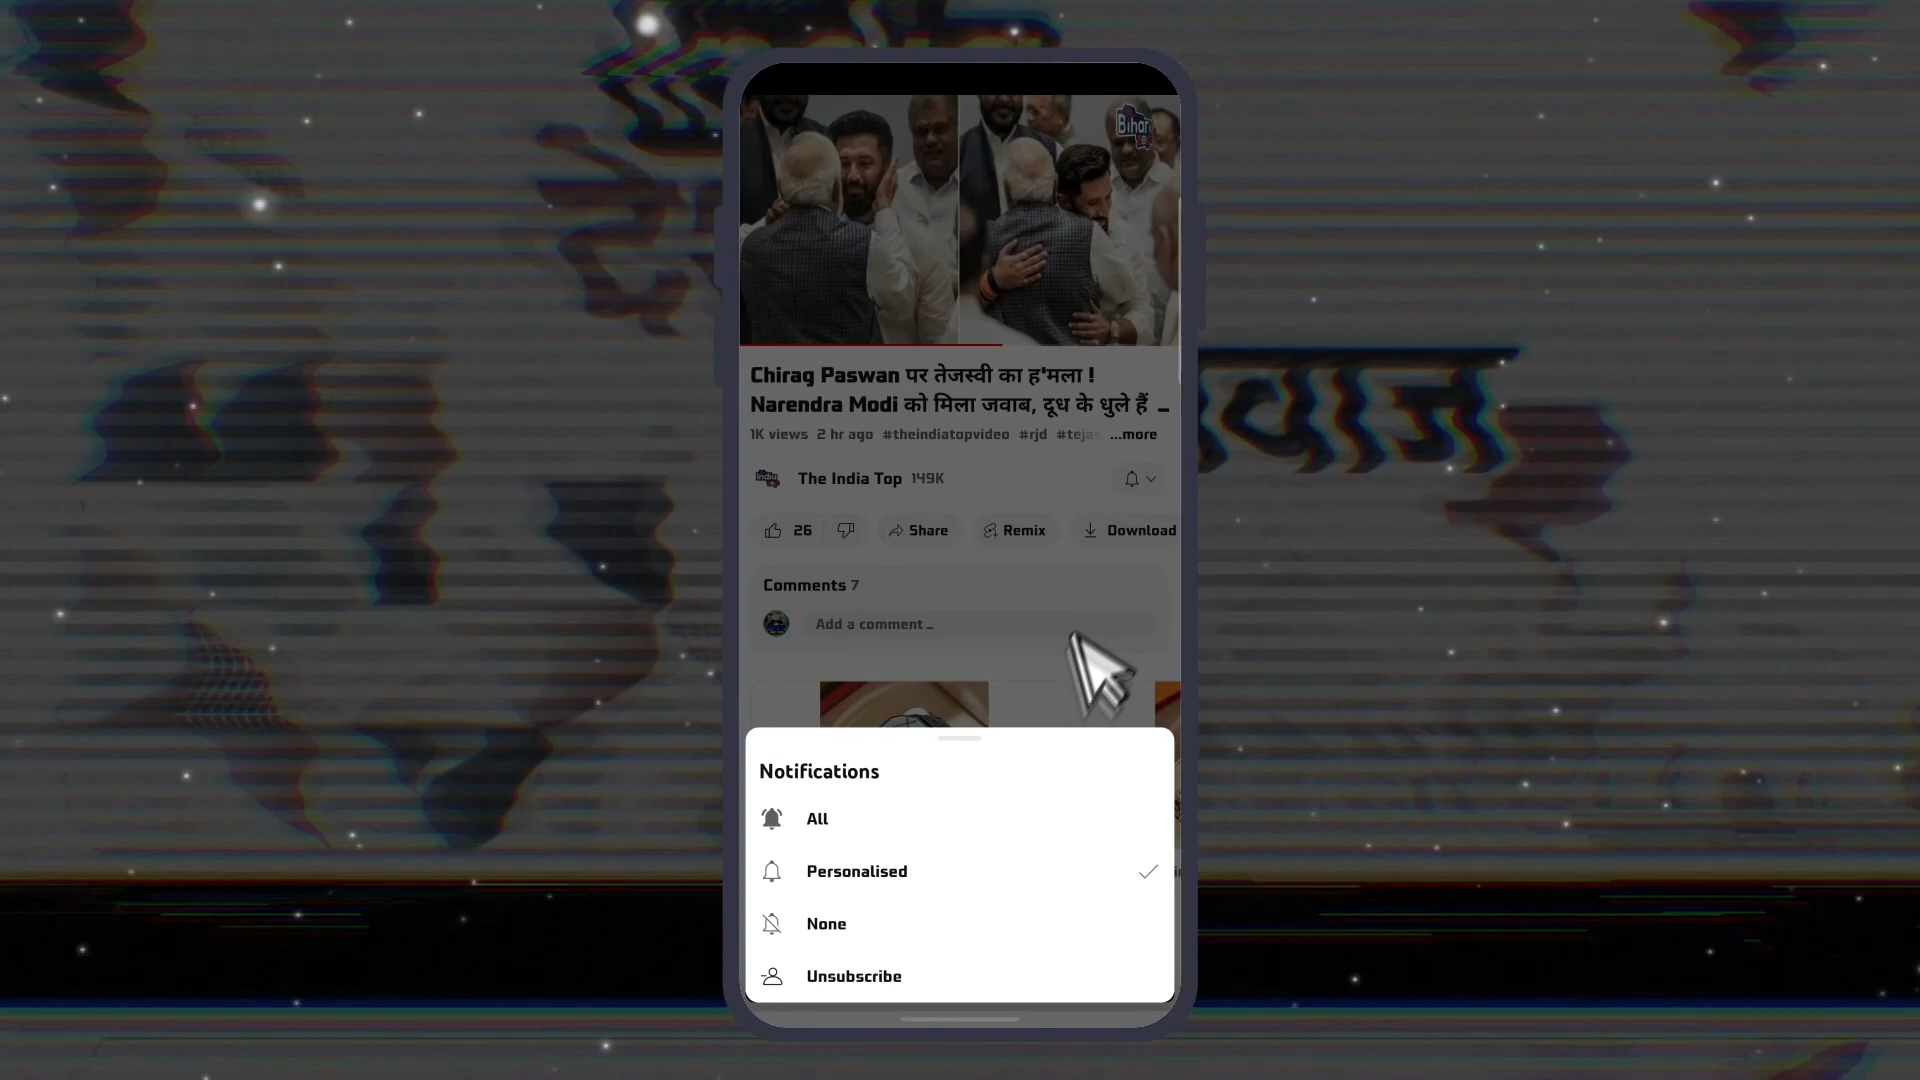 Bihar
Chirag Paswan पर तेजस्वी का ह'मला !
Narendra Modi को मिला जवाब, दूध के धुले हैं ...
1K views 2 hr ago #theindiatopvideo #rjd #tejas ...more
The India Top 149K
26 Share Remix Download
Comments 7
Add a comment...
Notifications
All
Personalised
None
Unsubscribe